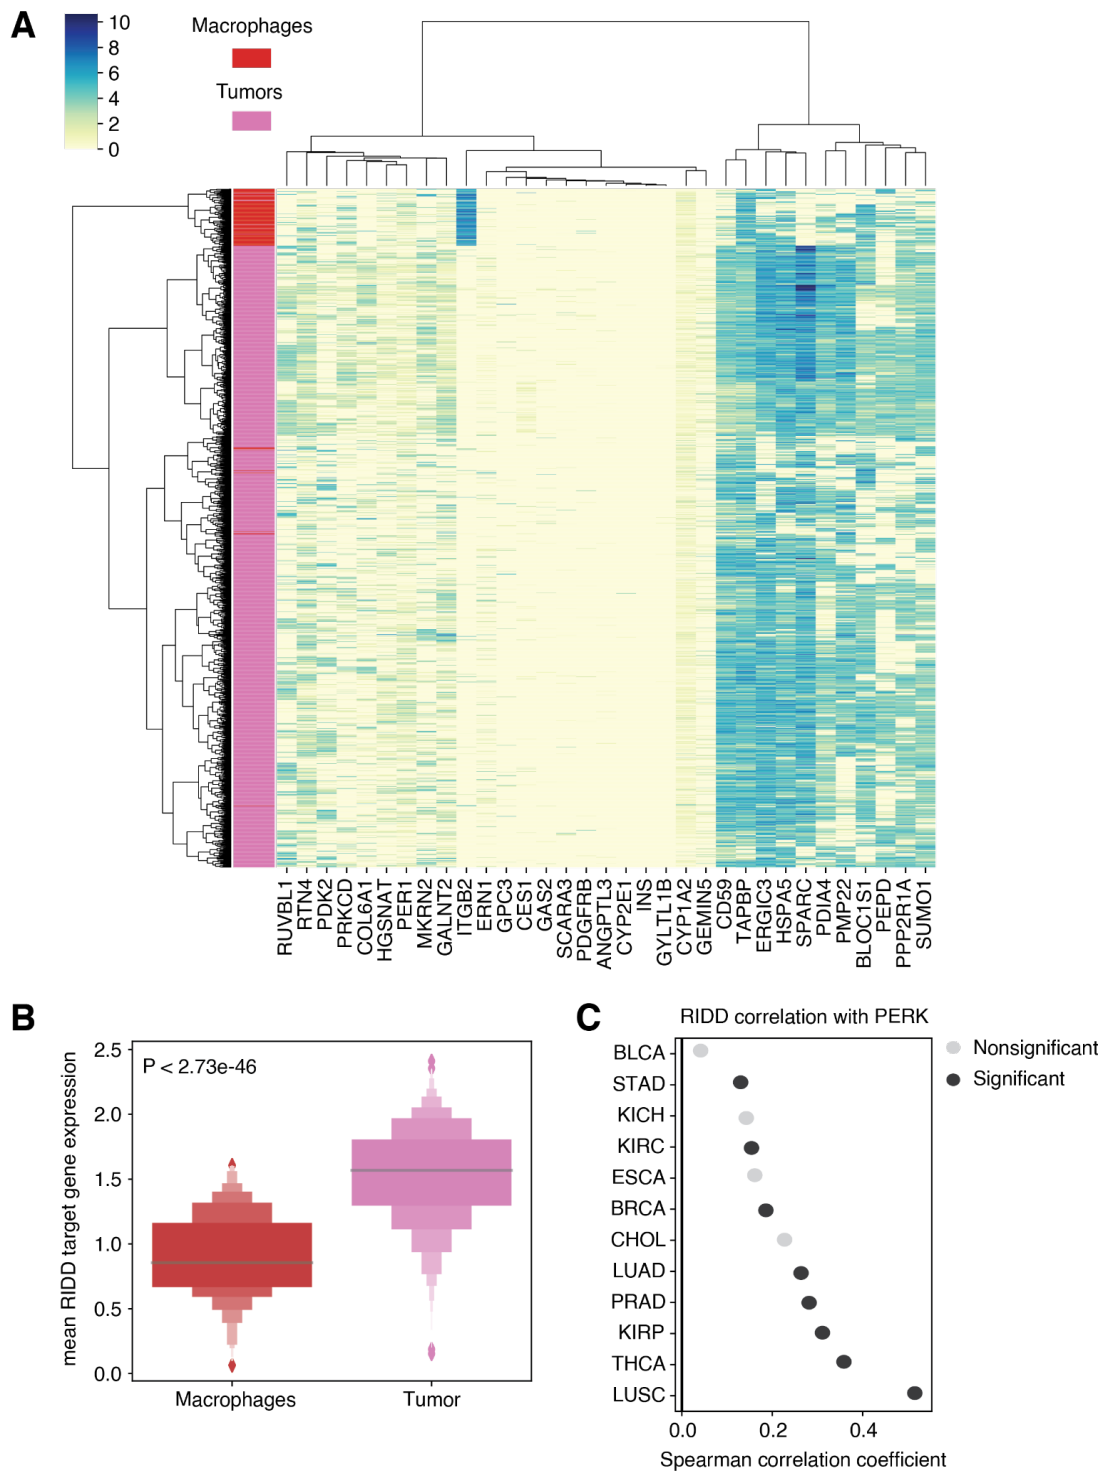 A
10
8
6
4
2
0
Macrophages
Tumors
RUVBL1
RTN4
PDK2
PRKCD
COL6A1
HGSNAT
PER1
MKRN2
GALNT2
ITGB2
ERN1
GPC3
CES1
GAS2
SCARA3
PDGFRB
ANGPTL3
CYP2E1
INS
GYLTL1B
CYP1A2
GEMIN5
CD59
TAPBP
ERGIC3
HSPA5
SPARC
PDIA4
PMP22
BLOC1S1
PEPD
PPP2R1A
SUMO1
B
mean RIDD target gene expression
2.5
2.0
1.5
1.0
0.5
0.0
P < 2.73e-46
Macrophages
Tumor
C
RIDD correlation with PERK
BLCA
STAD
KICH
KIRC
ESCA
BRCA
CHOL
LUAD
PRAD
KIRP
THCA
LUSC
0.0
0.2
0.4
Spearman correlation coefficient
Nonsignificant
Significant